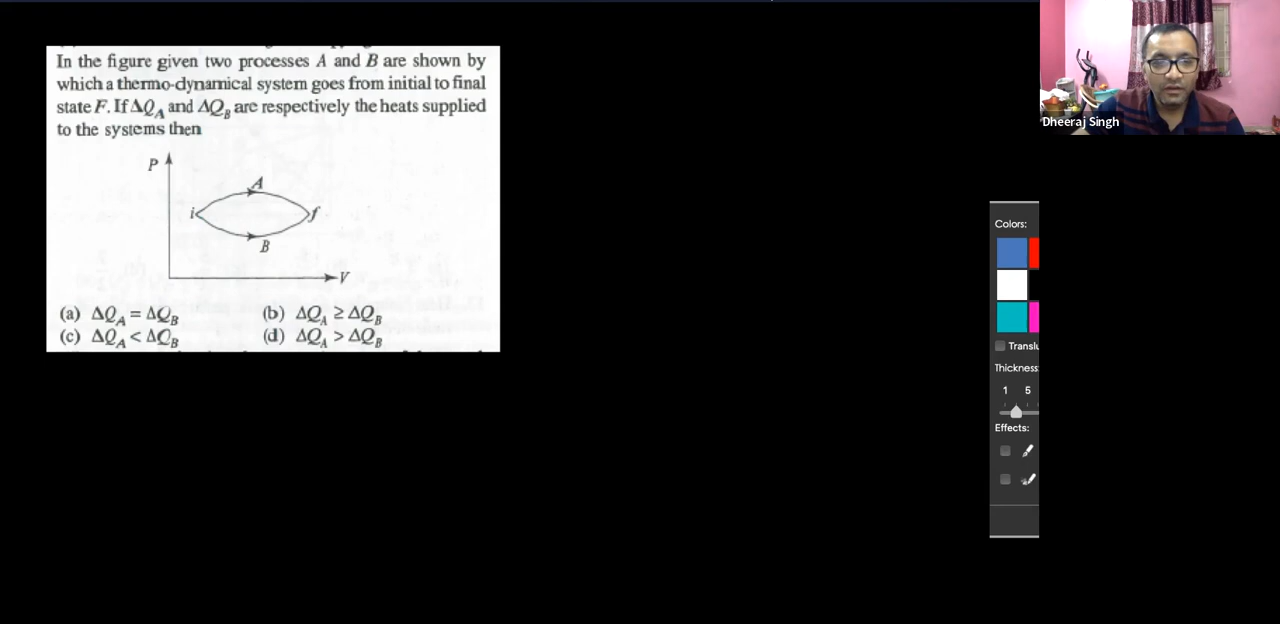 In the figure given two processes A and B are shown by
which a thermo-dynamical system goes from initial to final
state F. If ΔQ_A and ΔQ_B are respectively the heats supplied
to the systems then
P
A
i
f
B
V
(a) ΔQ_A = ΔQ_B (b) ΔQ_A ≥ ΔQ_B
(c) ΔQ_A < ΔQ_B (d) ΔQ_A > ΔQ_B
Dheeraj Singh
Colors:
Translu
Thickness
1 5
Effects: